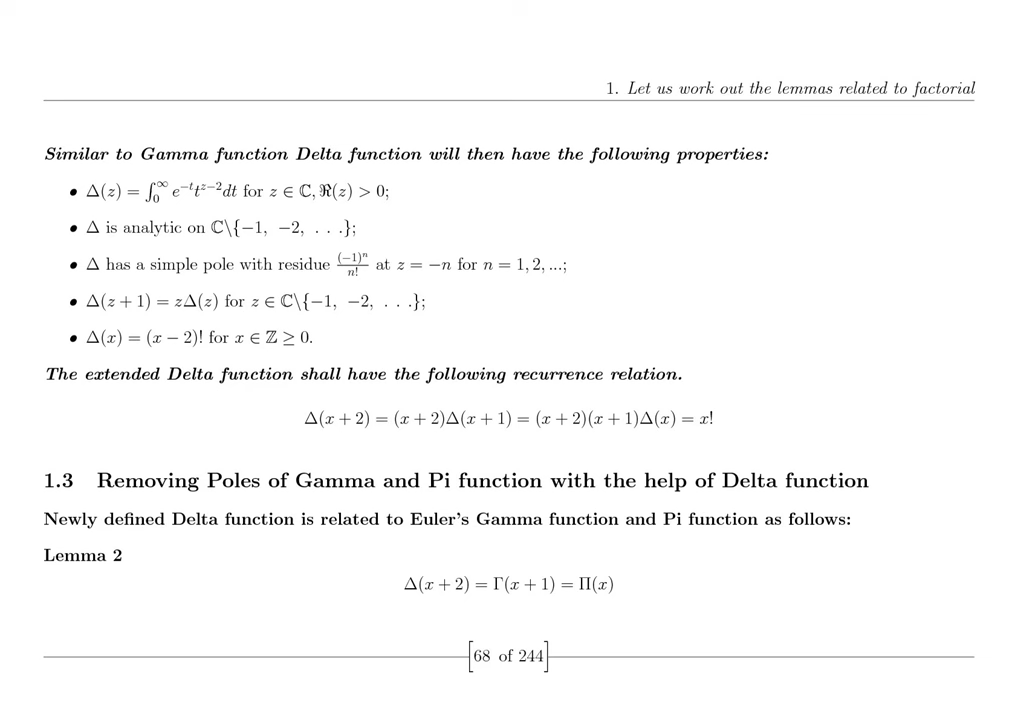 1. Let us work out the lemmas related to factorial
Similar to Gamma function Delta function will then have the following properties:
• Δ(z) = ∫₀^∞ e^{−t}t^{z−2}dt for z ∈ ℂ, ℜ(z) > 0;
• Δ is analytic on ℂ\{−1, −2, . . .};
• Δ has a simple pole with residue (−1)^n/n! at z = −n for n = 1, 2, ...;
• Δ(z + 1) = zΔ(z) for z ∈ ℂ\{−1, −2, . . .};
• Δ(x) = (x − 2)! for x ∈ ℤ ≥ 0.
The extended Delta function shall have the following recurrence relation.
Δ(x + 2) = (x + 2)Δ(x + 1) = (x + 2)(x + 1)Δ(x) = x!
1.3 Removing Poles of Gamma and Pi function with the help of Delta function
Newly defined Delta function is related to Euler's Gamma function and Pi function as follows:
Lemma 2
Δ(x + 2) = Γ(x + 1) = Π(x)
[68 of 244]